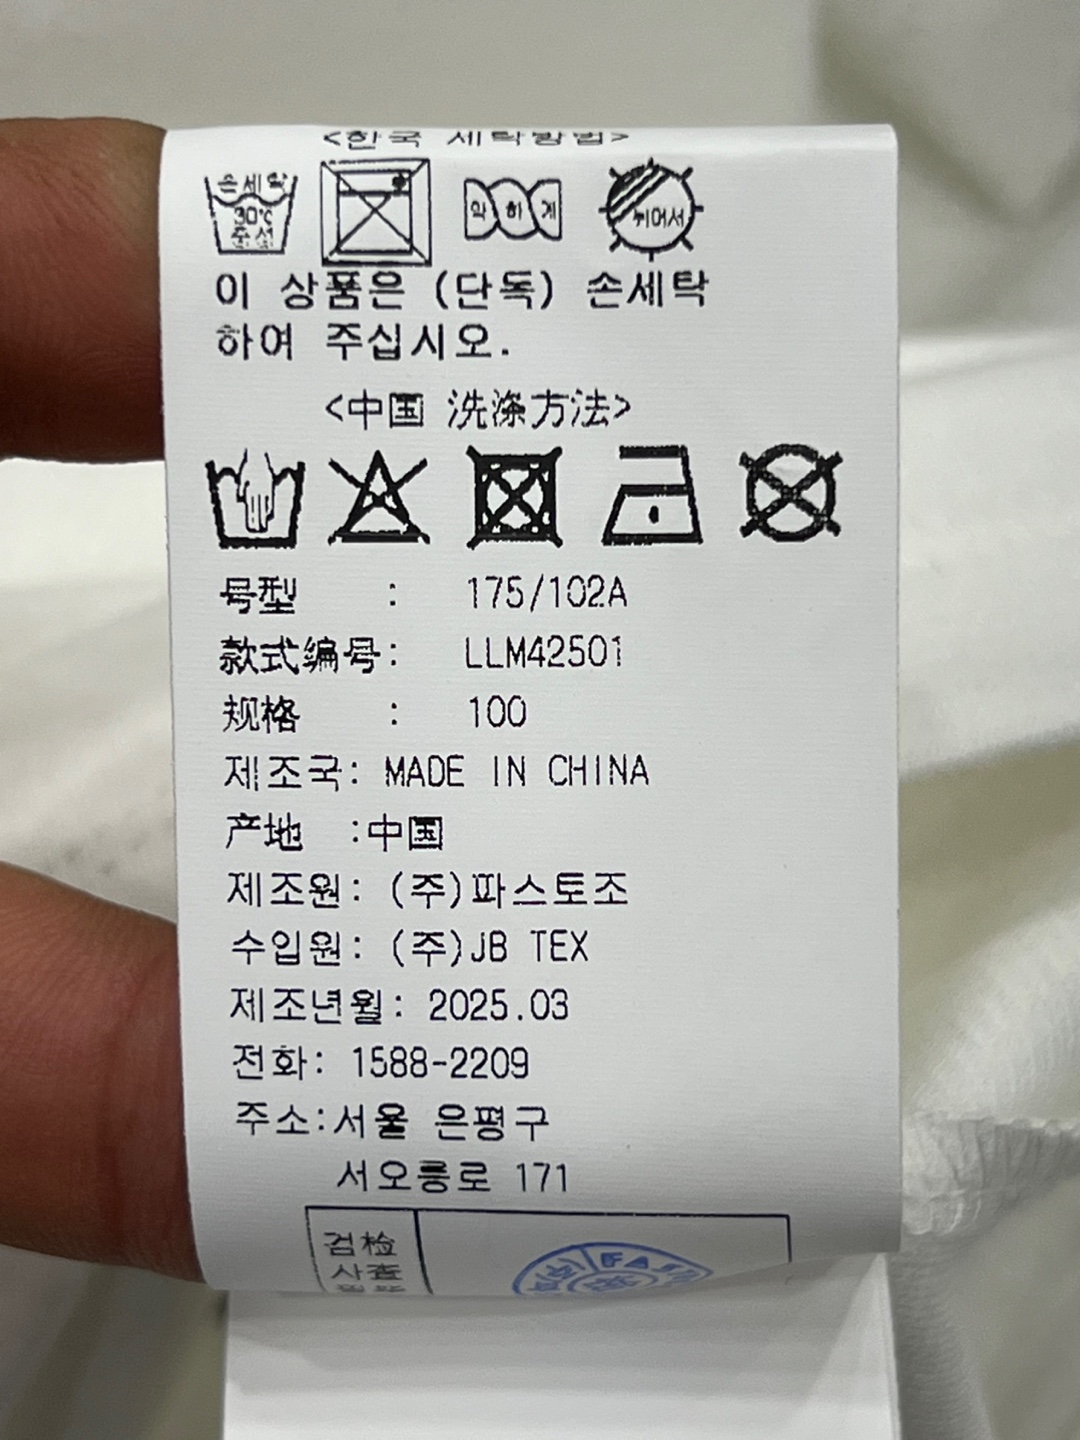 <한국 세탁방법>
손세탁
30℃
중성
약하게
뉘어서
이 상품은 (단독) 손세탁
하여 주십시오.
<中国 洗涤方法>
号型 : 175/102A
款式编号: LLM42501
规格 : 100
제조국: MADE IN CHINA
产地 :中国
제조원: (주)파스토조
수입원: (주)JB TEX
제조년월: 2025.03
전화: 1588-2209
주소:서울 은평구
서오릉로 171
검检
사查